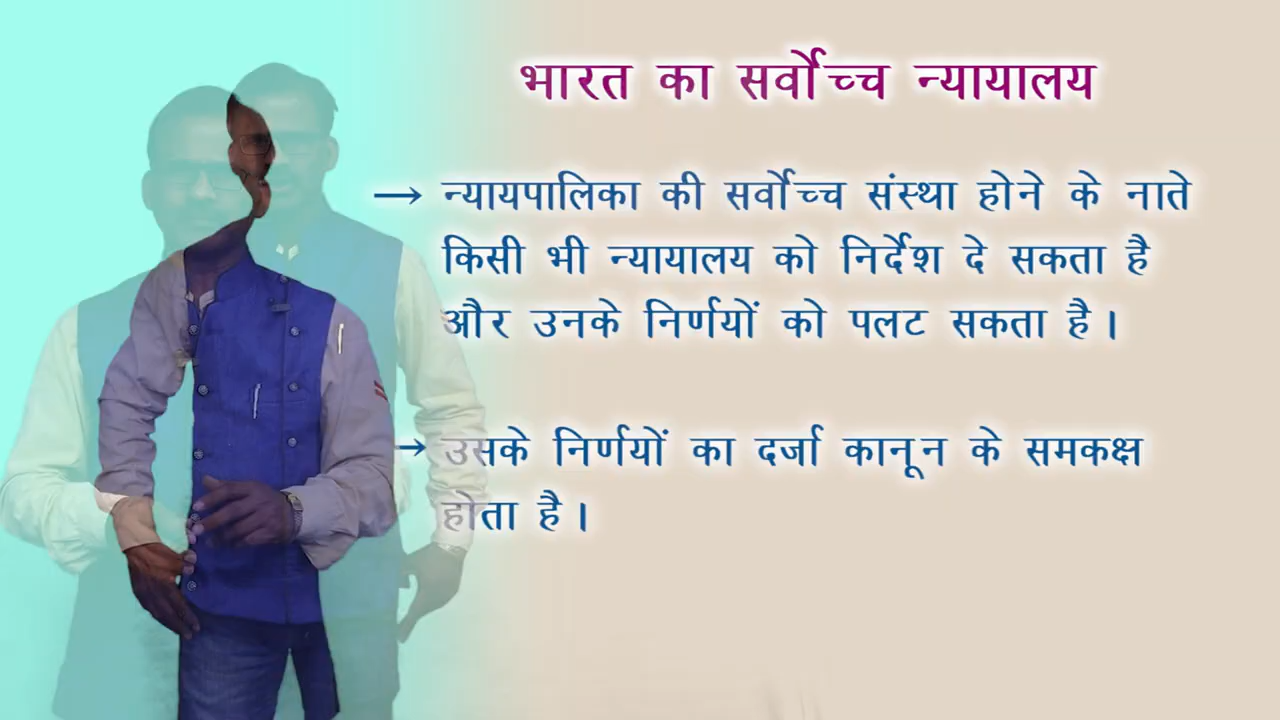 भारत का सर्वोच्च न्यायालय
→ न्यायपालिका की सर्वोच्च संस्था होने के नाते
किसी भी न्यायालय को निर्देश दे सकता है
और उनके निर्णयों को पलट सकता है।
→ उसके निर्णयों का दर्जा कानून के समकक्ष
होता है।